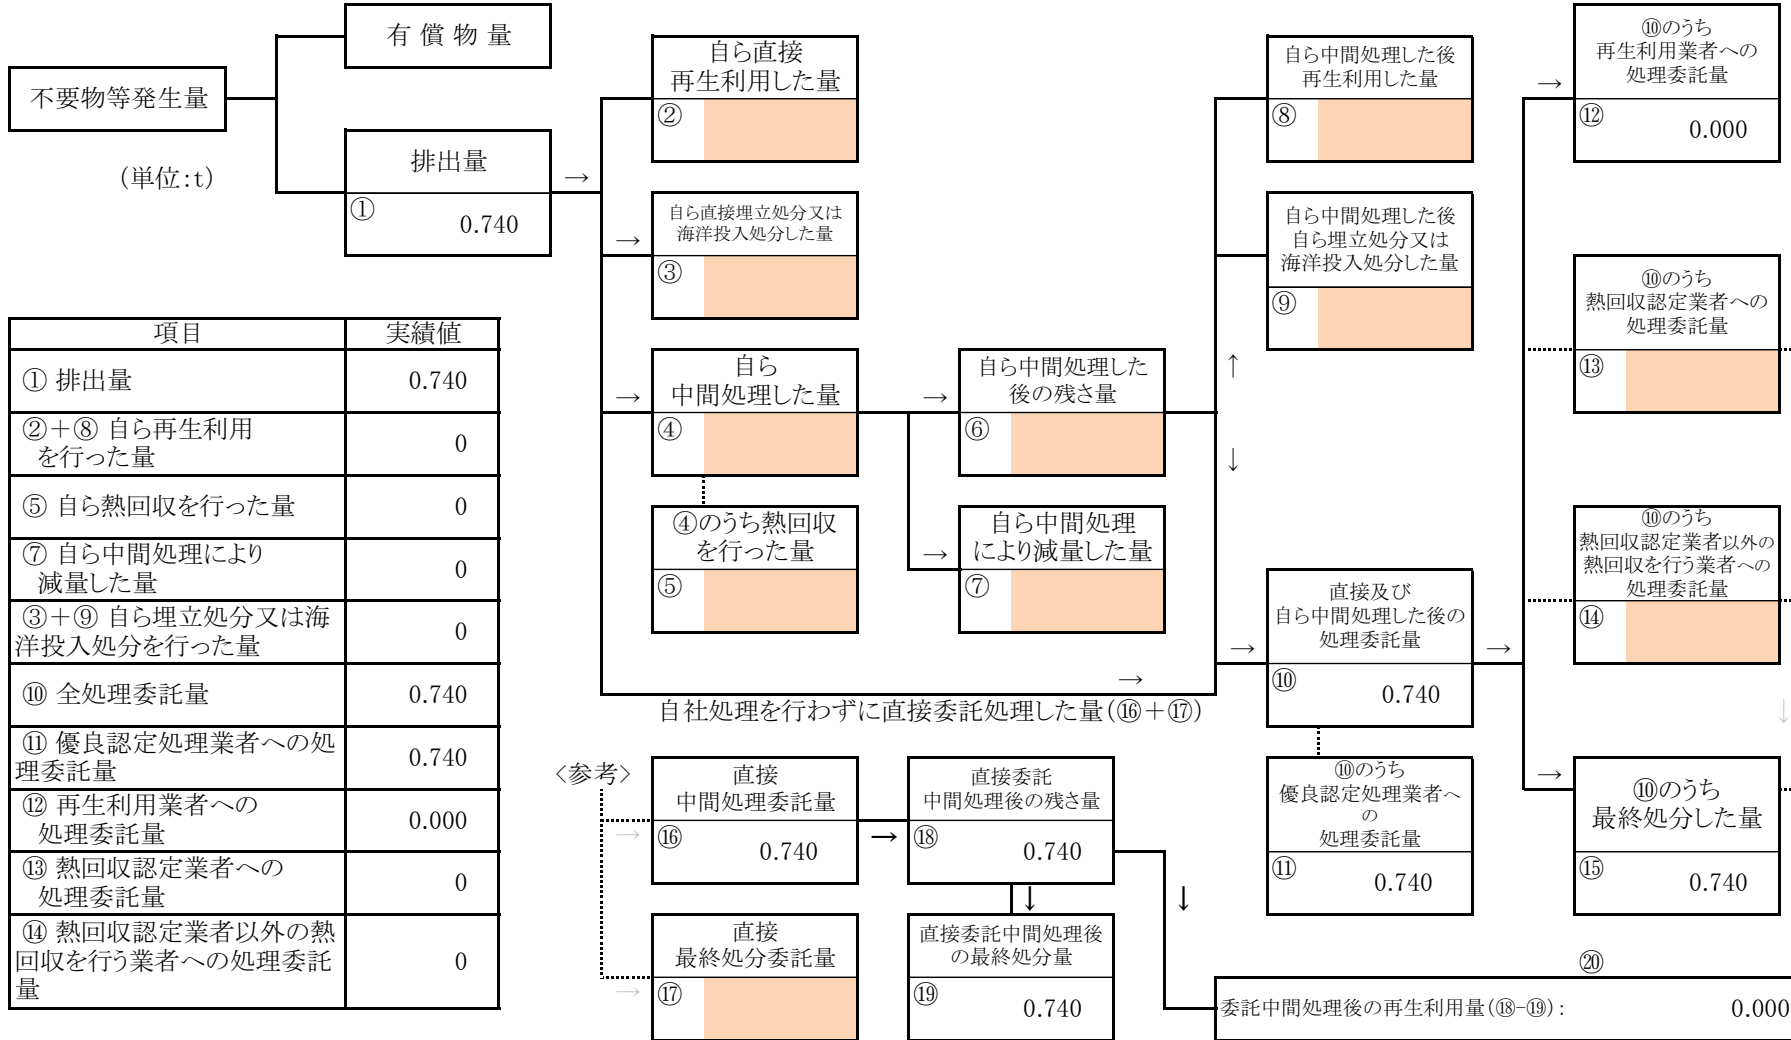 有 償 物 量
不要物等発生量
(単位:t)
排出量
①
0.740
→
自ら直接
再生利用した量
②
→
自ら直接埋立処分又は
海洋投入処分した量
③
→
自ら
中間処理した量
④
④のうち熱回収
を行った量
⑤
→
自ら中間処理した
後の残さ量
⑥
→
自ら中間処理
により減量した量
⑦
↑
↓
自ら中間処理した後
再生利用した量
⑧
自ら中間処理した後
自ら埋立処分又は
海洋投入処分した量
⑨
→
自社処理を行わずに直接委託処理した量(⑯+⑰)
→
直接及び
自ら中間処理した後の
処理委託量
⑩
0.740
→
⑩のうち
優良認定処理業者へ
の
処理委託量
⑪
0.740
→
⑩のうち
再生利用業者への
処理委託量
⑫
0.000
⑩のうち
熱回収認定業者への
処理委託量
⑬
⑩のうち
熱回収認定業者以外の
熱回収を行う業者への
処理委託量
⑭
↓
→
⑩のうち
最終処分した量
⑮
0.740
項目 実績値
① 排出量 0.740
②+⑧ 自ら再生利用
を行った量 0
⑤ 自ら熱回収を行った量 0
⑦ 自ら中間処理により
減量した量 0
③+⑨ 自ら埋立処分又は海
洋投入処分を行った量 0
⑩ 全処理委託量 0.740
⑪ 優良認定処理業者への処
理委託量 0.740
⑫ 再生利用業者への
処理委託量 0.000
⑬ 熱回収認定業者への
処理委託量 0
⑭ 熱回収認定業者以外の熱
回収を行う業者への処理委託
量 0
<参考>
→
直接
中間処理委託量
⑯
0.740
→
直接委託
中間処理後の残さ量
⑱
0.740
↓
↓
→
直接
最終処分委託量
⑰
直接委託中間処理後
の最終処分量
⑲
0.740
⑳
委託中間処理後の再生利用量(⑱-⑲): 0.000